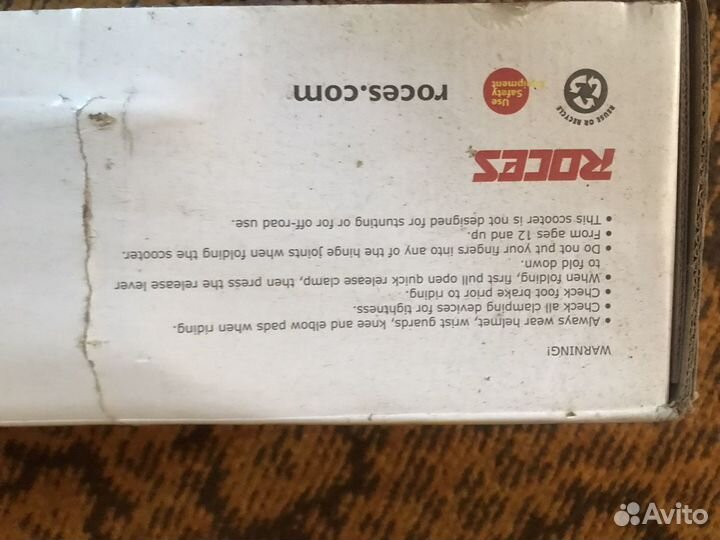 WARNING!
• Always wear helmet, wrist guards, knee and elbow pads when riding.
• Check all clamping devices for tightness.
• Check foot brake prior to riding.
• When folding, first, pull open quick release clamp, then press the release lever
to fold down.
• Do not put your fingers into any of the hinge joints when folding the scooter.
• From ages 12 and up.
• This scooter is not designed for stunting for or for off-road use.
ROCES
REUSE OR RECYCLE
Use
Safety
Equipment
roces.com
Avito